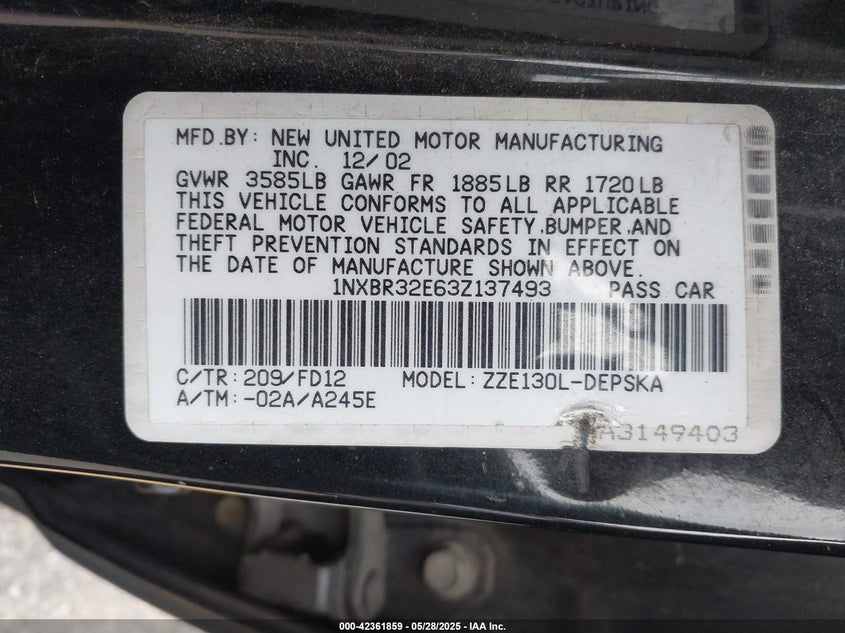 MFD.BY: NEW UNITED MOTOR MANUFACTURING
INC. 12/02
GVWR 3585LB GAWR FR 1885LB RR 1720LB
THIS VEHICLE CONFORMS TO ALL APPLICABLE
FEDERAL MOTOR VEHICLE SAFETY,BUMPER,AND
THEFT PREVENTION STANDARDS IN EFFECT ON
THE DATE OF MANUFACTURE SHOWN ABOVE.
1NXBR32E63Z137493 PASS CAR
C/TR: 209/FD12 MODEL: ZZE130L-DEPSKA
A/TM: -02A/A245E
A3149403
000-42361859 - 05/28/2025 - IAA Inc.